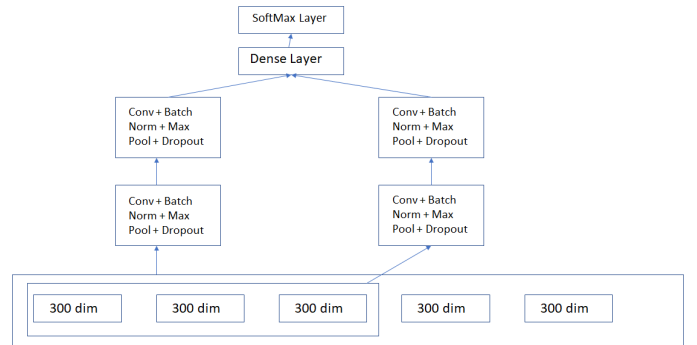 SoftMax Layer
Dense Layer
Conv + Batch
Norm + Max
Pool + Dropout
Conv + Batch
Norm + Max
Pool + Dropout
Conv + Batch
Norm + Max
Pool + Dropout
Conv + Batch
Norm + Max
Pool + Dropout
300 dim
300 dim
300 dim
300 dim
300 dim